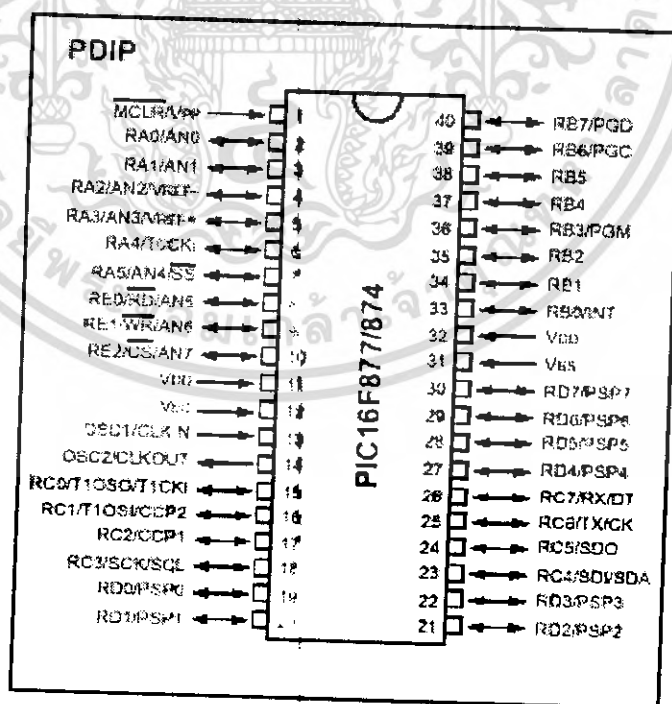 PDIP
MCLR/VPP
RA0/AN0
RA1/AN1
RA2/AN2/VREF-
RA3/AN3/VREF+
RA4/T0CKI
RA5/AN4/SS
RE0/RD/AN5
RE1/WR/AN6
RE2/CS/AN7
VDD
OSC1/CLKIN
OSC2/CLKOUT
RC0/T1OSO/T1CKI
RC1/T1OSI/CCP2
RC2/CCP1
RC3/SCK/SCL
RD0/PSP0
RD1/PSP1
1
2
3
4
5
6
9
10
11
12
13
14
15
16
17
18
19
PIC16F877/874
40
39
38
37
36
35
34
33
32
31
30
29
28
27
26
25
24
23
22
21
RB7/PGD
RB6/PGC
RB5
RB4
RB3/PGM
RB2
RB1
RB0/INT
VDD
VSS
RD7/PSP7
RD6/PSP6
RD5/PSP5
RD4/PSP4
RC7/RX/DT
RC6/TX/CK
RC5/SDO
RC4/SDI/SDA
RD3/PSP3
RD2/PSP2